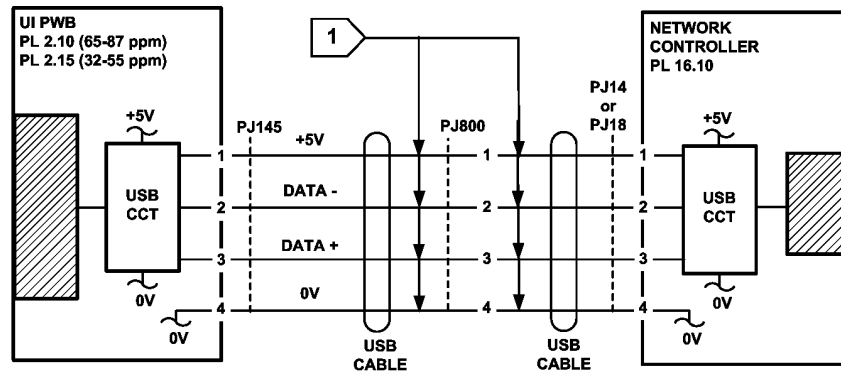 UI PWB
PL 2.10 (65-87 ppm)
PL 2.15 (32-55 ppm)
1
NETWORK
CONTROLLER
PL 16.10
PJ14
or
PJ18
+5V
PJ145
+5V
PJ800
+5V
1
1
1
USB
CCT
DATA -
2
2
2
USB
CCT
DATA +
3
3
3
0V
0V
0V
4
4
4
0V
0V
USB
CABLE
USB
CABLE